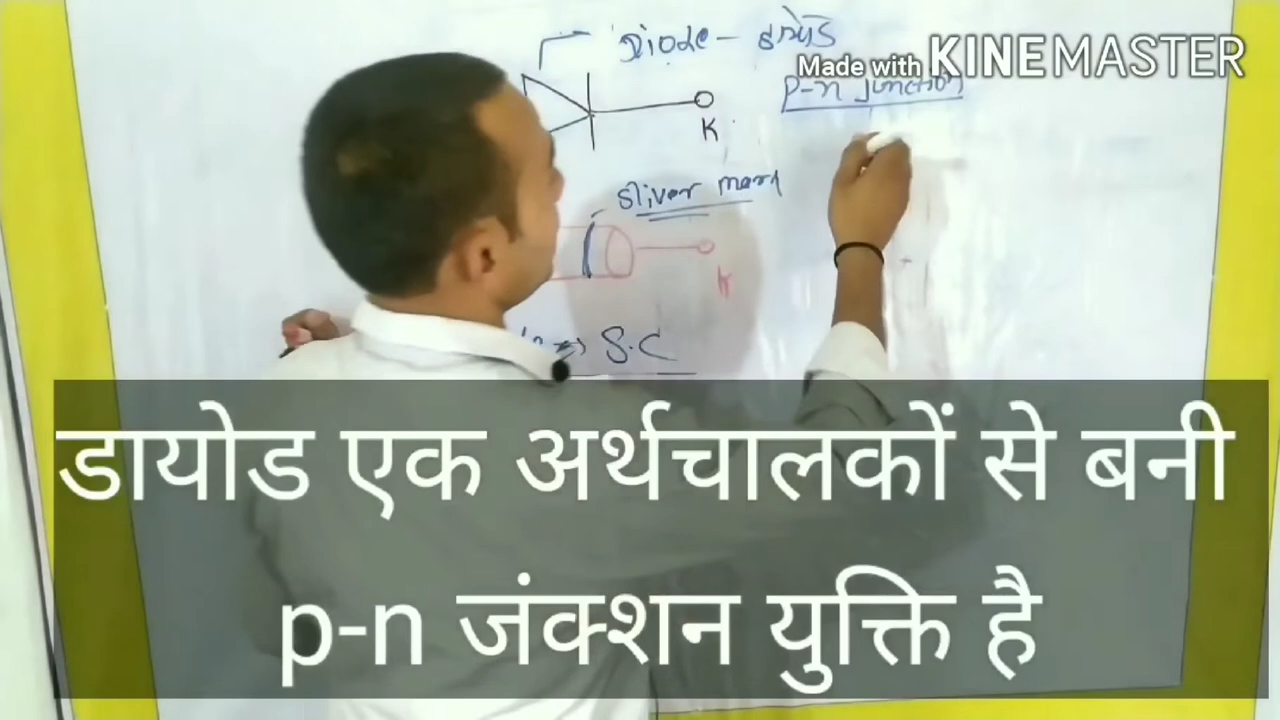 Diode - डायोड
Made with KINEMASTER
P-n Junction
K
Sliver mark
K
⇒ S.C
डायोड एक अर्थचालकों से बनी
p-n जंक्शन युक्ति है